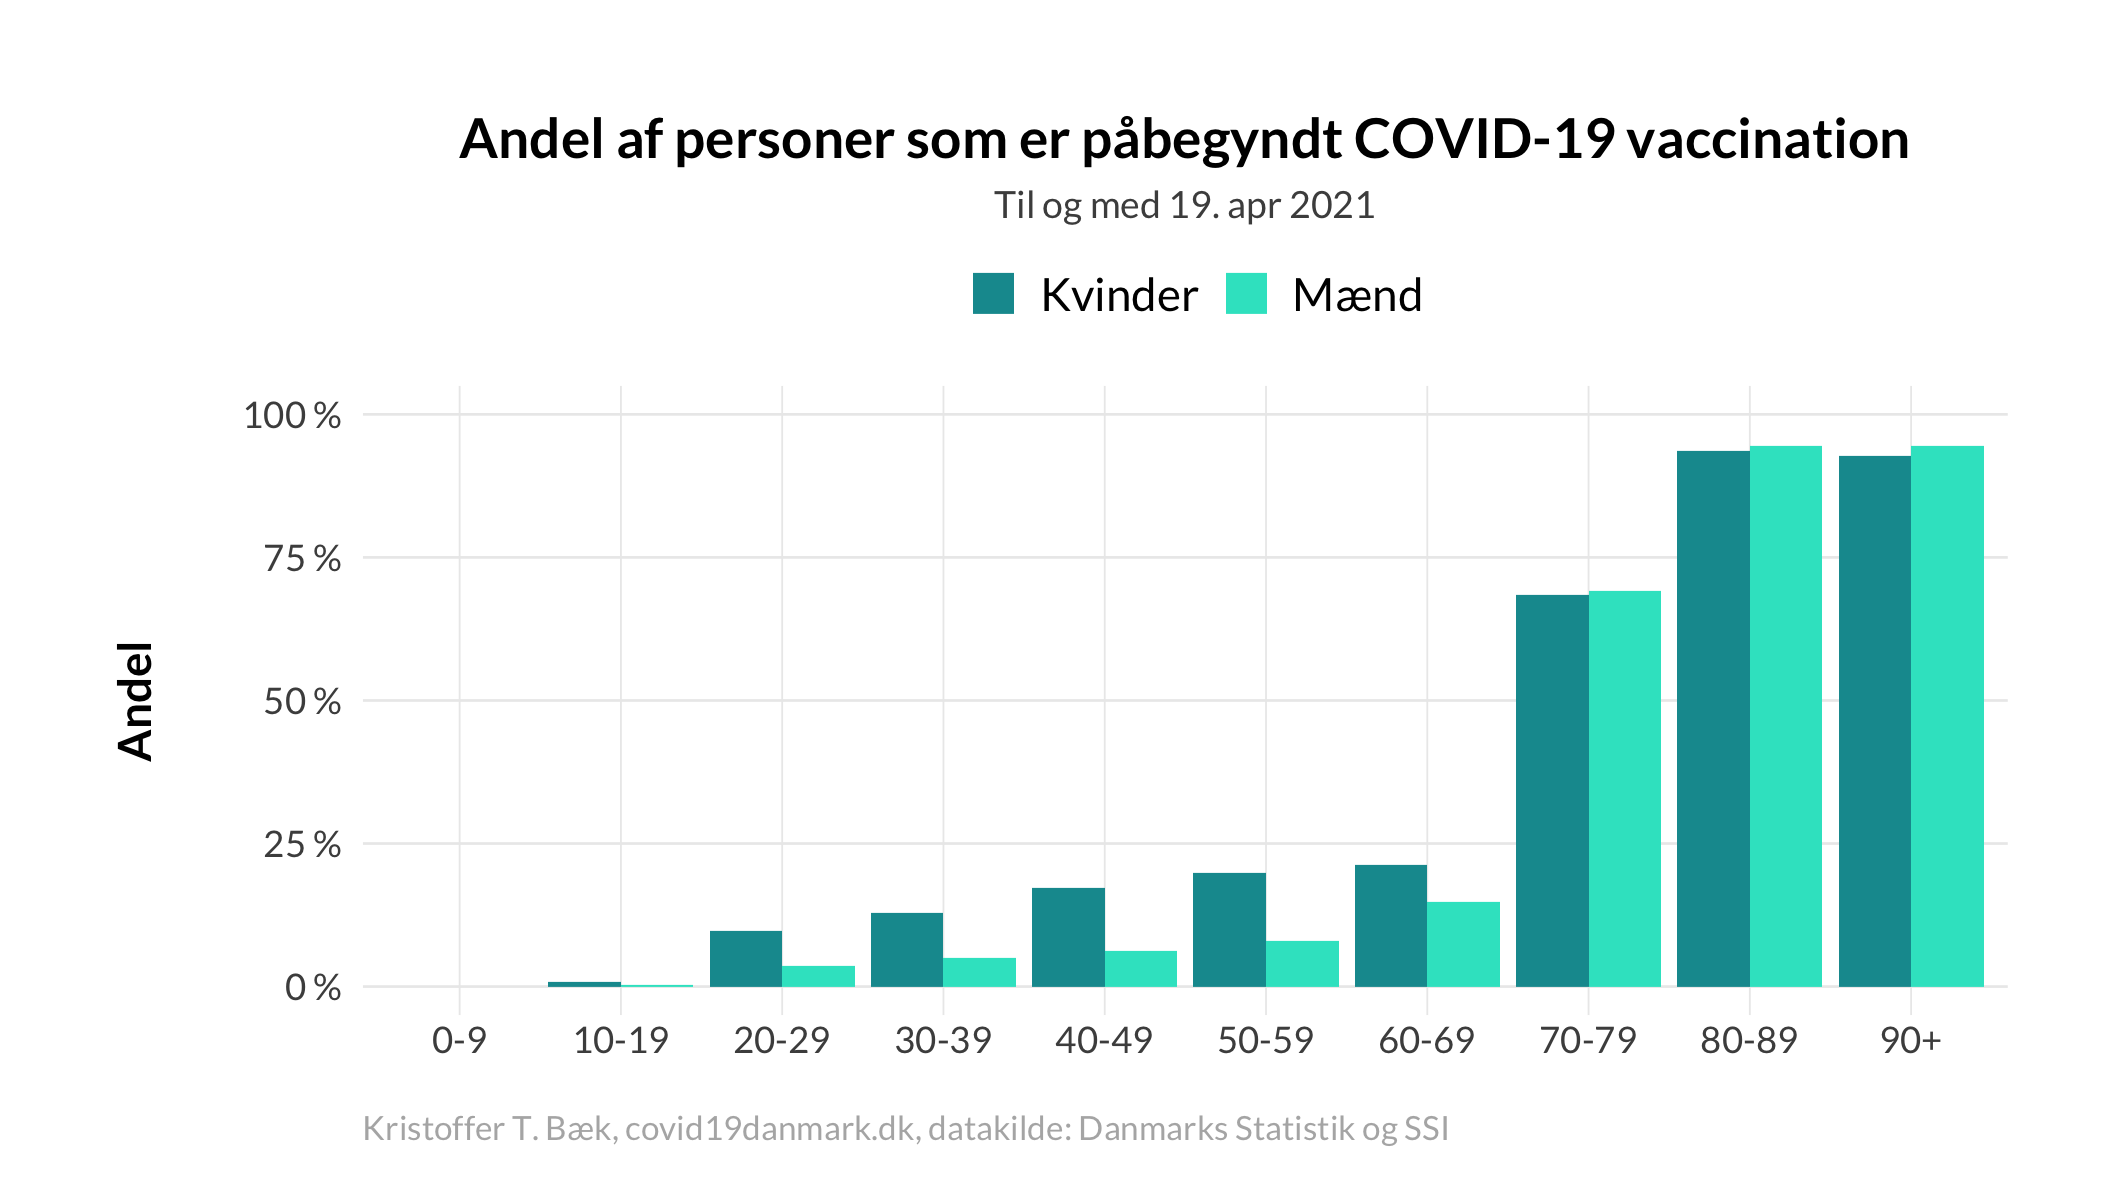 Andel af personer som er påbegyndt COVID-19 vaccination
Til og med 19. apr 2021
Kvinder Mænd
100 %
75 %
50 %
25 %
0 %
Andel
0-9 10-19 20-29 30-39 40-49 50-59 60-69 70-79 80-89 90+
Kristoffer T. Bæk, covid19danmark.dk, datakilde: Danmarks Statistik og SSI